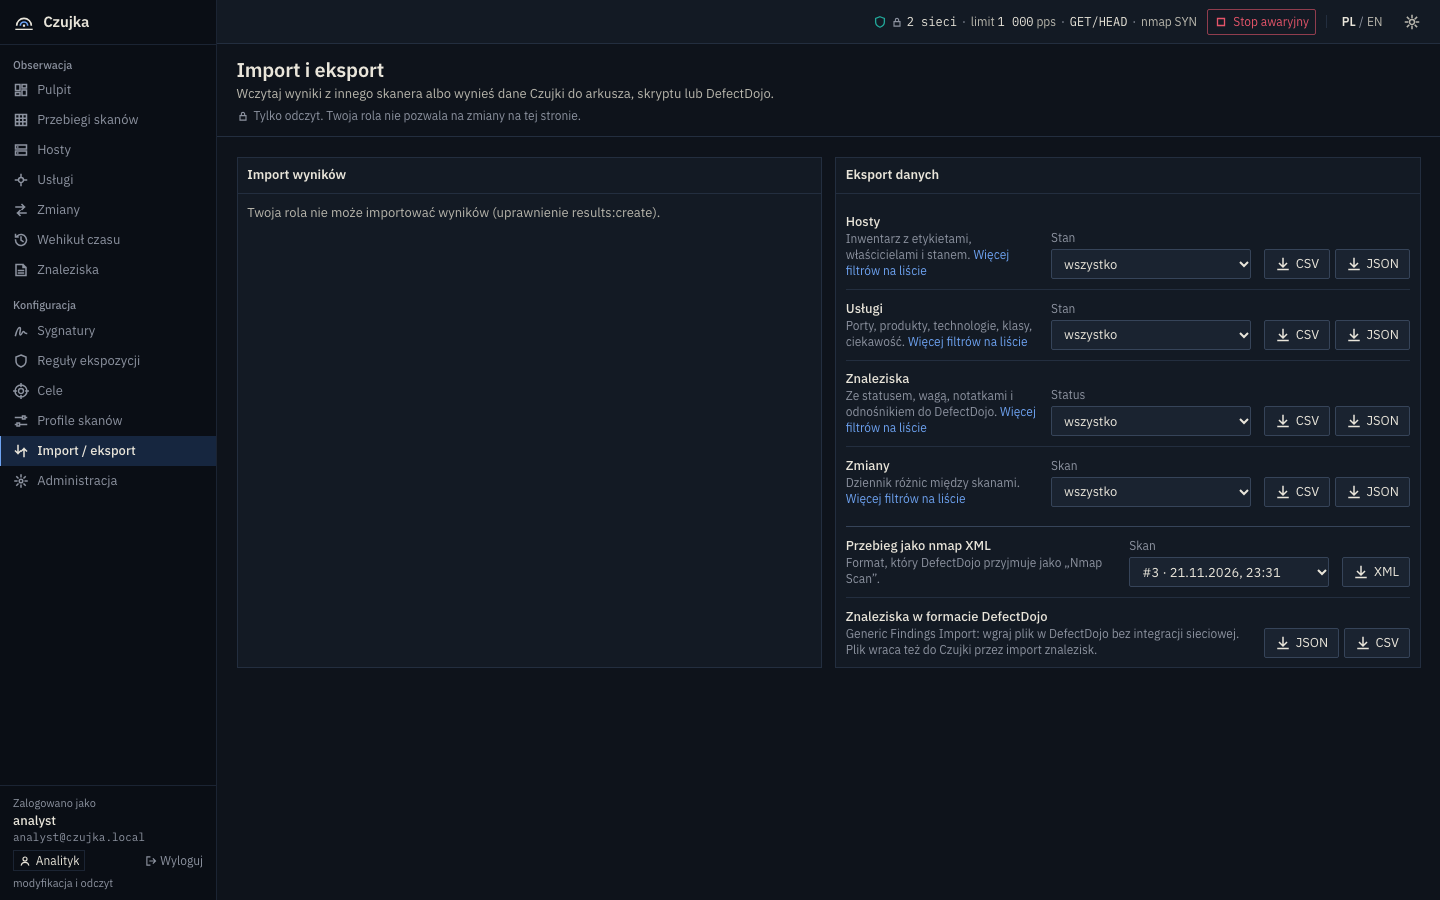 Czujka
2 sieci · limit 1 000 pps · GET/HEAD · nmap SYN
Stop awaryjny
PL / EN
Obserwacja
Pulpit
Przebiegi skanów
Hosty
Usługi
Zmiany
Wehikuł czasu
Znaleziska
Konfiguracja
Sygnatury
Reguły ekspozycji
Cele
Profile skanów
Import / eksport
Administracja
Zalogowano jako
analyst
analyst@czujka.local
Analityk
Wyloguj
modyfikacja i odczyt
Import i eksport
Wczytaj wyniki z innego skanera albo wynieś dane Czujki do arkusza, skryptu lub DefectDojo.
Tylko odczyt. Twoja rola nie pozwala na zmiany na tej stronie.
Import wyników
Twoja rola nie może importować wyników (uprawnienie results:create).
Eksport danych
Hosty
Inwentarz z etykietami,
właścicielami i stanem. Więcej
filtrów na liście
Stan
wszystko
CSV
JSON
Usługi
Porty, produkty, technologie, klasy,
ciekawość. Więcej filtrów na liście
Stan
wszystko
CSV
JSON
Znaleziska
Ze statusem, wagą, notatkami i
odnośnikiem do DefectDojo. Więcej
filtrów na liście
Status
wszystko
CSV
JSON
Zmiany
Dziennik różnic między skanami.
Więcej filtrów na liście
Skan
wszystko
CSV
JSON
Przebieg jako nmap XML
Format, który DefectDojo przyjmuje jako „Nmap
Scan”.
Skan
#3 · 21.11.2026, 23:31
XML
Znaleziska w formacie DefectDojo
Generic Findings Import: wgraj plik w DefectDojo bez integracji sieciowej.
Plik wraca też do Czujki przez import znalezisk.
JSON
CSV